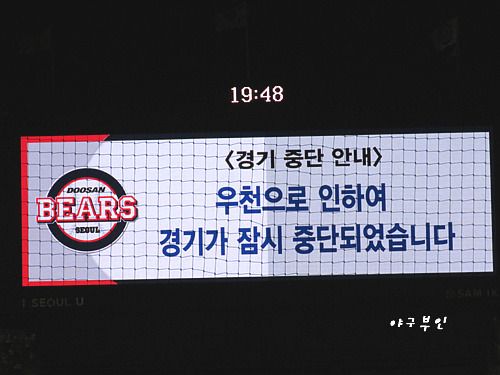 19:48
<경기 중단 안내>
우천으로 인하여
경기가 잠시 중단되었습니다
DOOSAN
BEARS
SEOUL
SEOUL U
야구부인